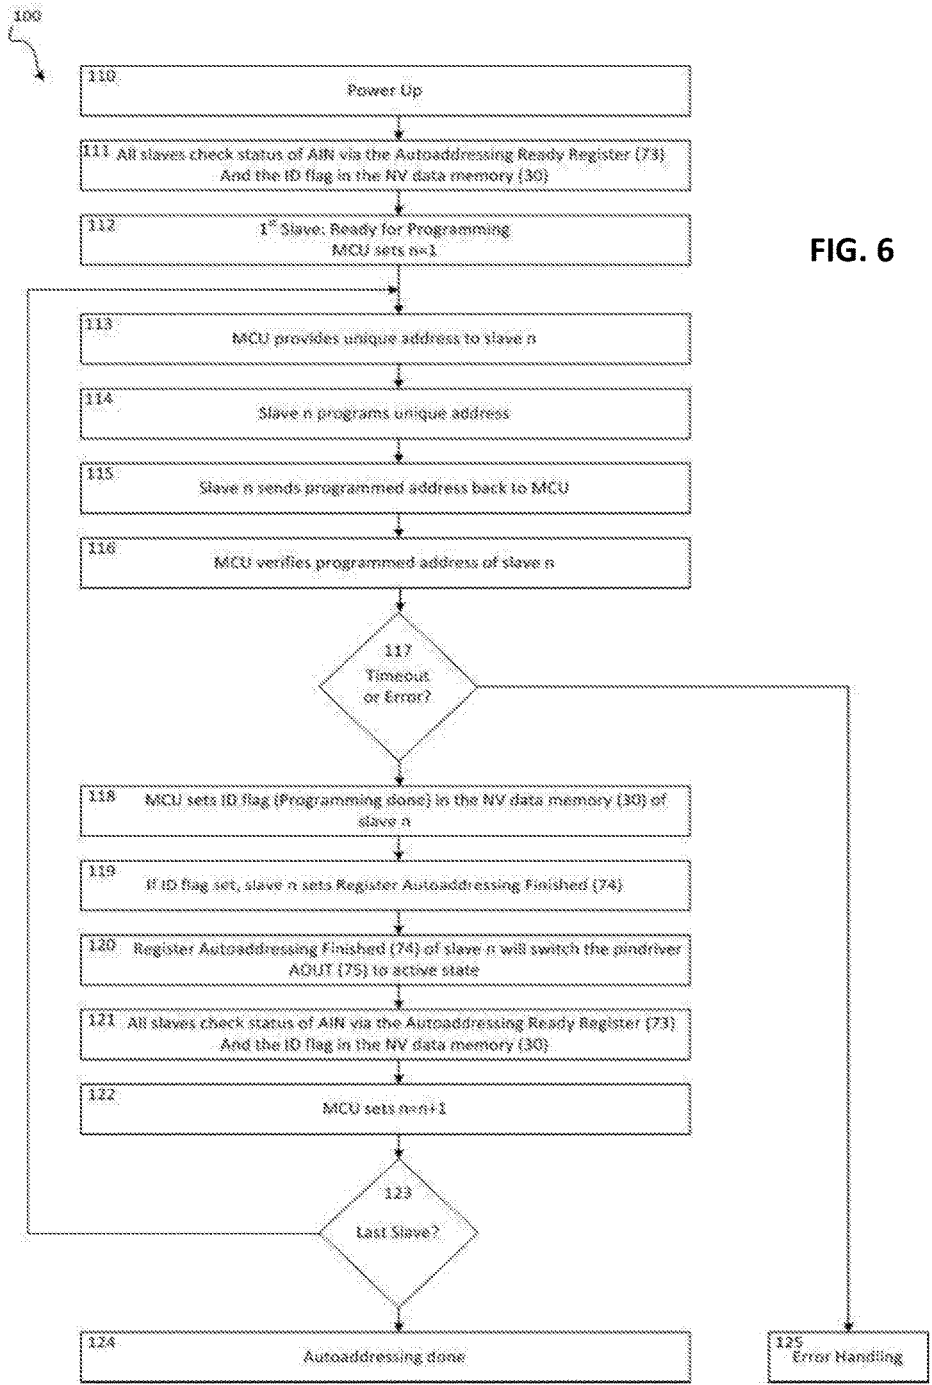 100
110
Power Up
111 All slaves check status of AIN via the Autoaddressing Ready Register (73)
And the ID flag in the NV data memory (30)
112
1st Slave: Ready for Programming
MCU sets n=1
FIG. 6
113
MCU provides unique address to slave n
114
Slave n programs unique address
115
Slave n sends programmed address back to MCU
116
MCU verifies programmed address of slave n
117
Timeout
or Error?
118 MCU sets ID flag (Programming done) in the NV data memory (30) of
slave n
119
If ID flag set, slave n sets Register Autoaddressing Finished (74)
120 Register Autoaddressing Finished (74) of slave n will switch the pindriver
AOUT (75) to active state
121 All slaves check status of AIN via the Autoaddressing Ready Register (73)
And the ID flag in the NV data memory (30)
122
MCU sets n=n+1
123
Last Slave?
124
Autoaddressing done
125
Error Handling